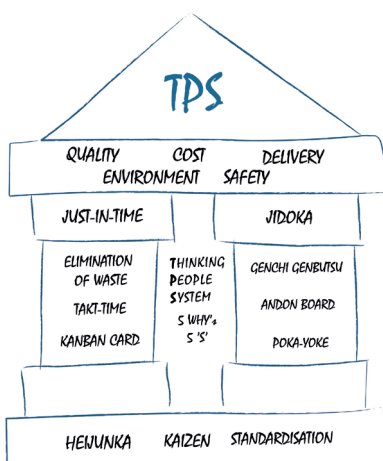 TPS
QUALITY COST DELIVERY
ENVIRONMENT SAFETY
JUST-IN-TIME
JIDOKA
ELIMINATION
OF WASTE
TAKT-TIME
KANBAN CARD
THINKING
PEOPLE
SYSTEM
5 WHY's
5 'S'
GENCHI GENBUTSU
ANDON BOARD
POKA-YOKE
HEIJUNKA KAIZEN STANDARDISATION